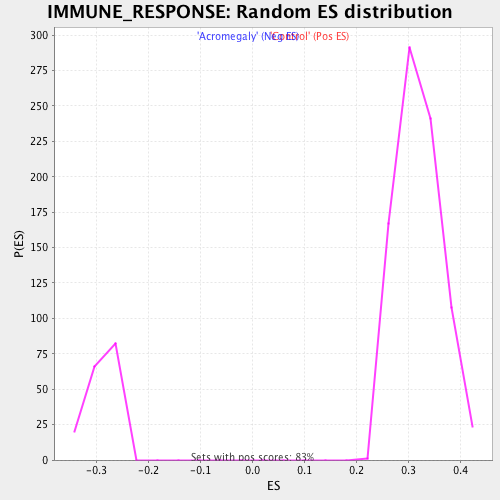 IMMUNE_RESPONSE: Random ES distribution
'Acromegaly' (Neg ES) 'Control' (Pos ES)
300
275
250
225
200
175
150
125
100
75
50
25
0
P(ES)
Sets with pos scores: 83%
-0.3 -0.2 -0.1 0.0 0.1 0.2 0.3 0.4
ES